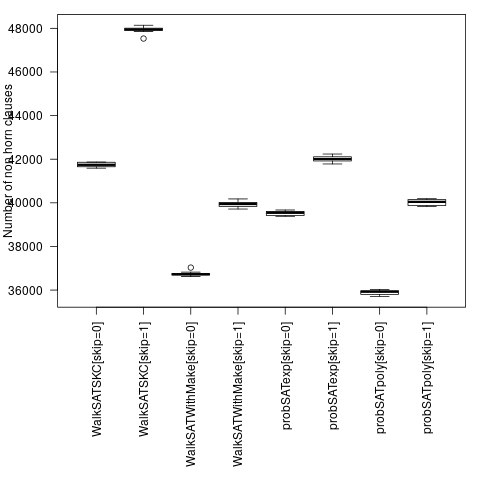 Number of non horn clauses
48000
46000
44000
42000
40000
38000
36000
WalkSATSKC[skip=0]
WalkSATSKC[skip=1]
WalkSATWithMake[skip=0]
WalkSATWithMake[skip=1]
probSATexp[skip=0]
probSATexp[skip=1]
probSATpoly[skip=0]
probSATpoly[skip=1]